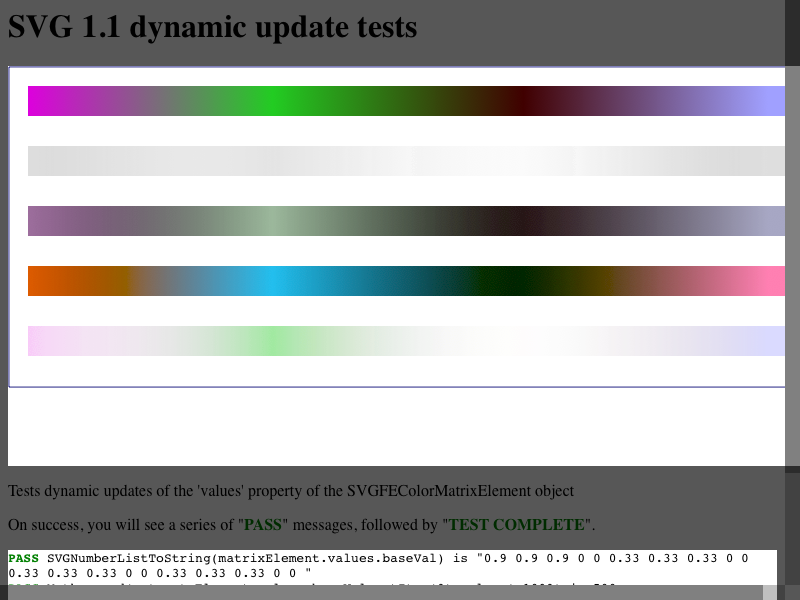 SVG 1.1 dynamic update tests
Tests dynamic updates of the 'values' property of the SVGFEColorMatrixElement object
On success, you will see a series of "PASS" messages, followed by "TEST COMPLETE".
PASS SVGNumberListToString(matrixElement.values.baseVal) is "0.9 0.9 0.9 0 0 0.33 0.33 0.33 0 0
0.33 0.33 0.33 0 0 0.33 0.33 0.33 0 0 "